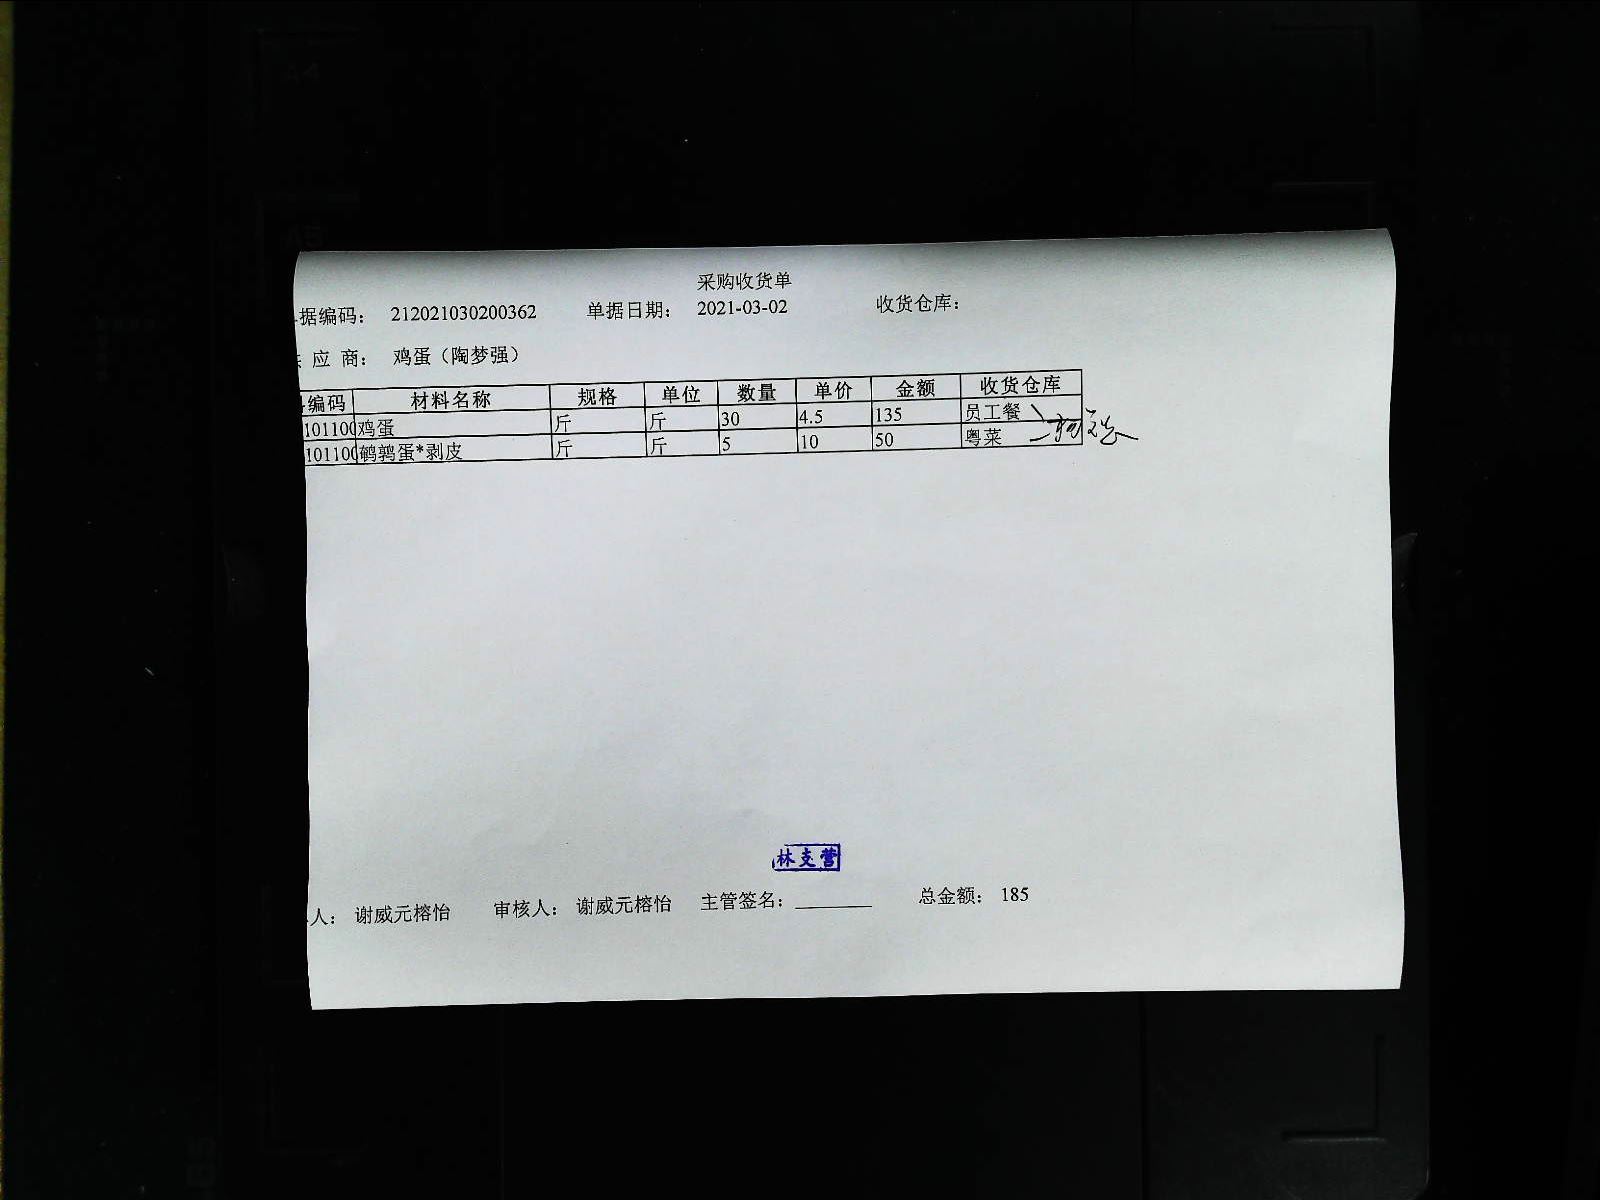 采购收货单
据编码： 212021030200362 单据日期： 2021-03-02 收货仓库：
应 商： 鸡蛋（陶梦强）
编码 材料名称 规格 单位 数量 单价 金额 收货仓库
101100 鸡蛋 斤 斤 30 4.5 135 员工餐
101100 鹌鹑蛋*剥皮 斤 斤 5 10 50 粤菜
林支营
人： 谢威元榕怡 审核人： 谢威元榕怡 主管签名：________ 总金额： 185